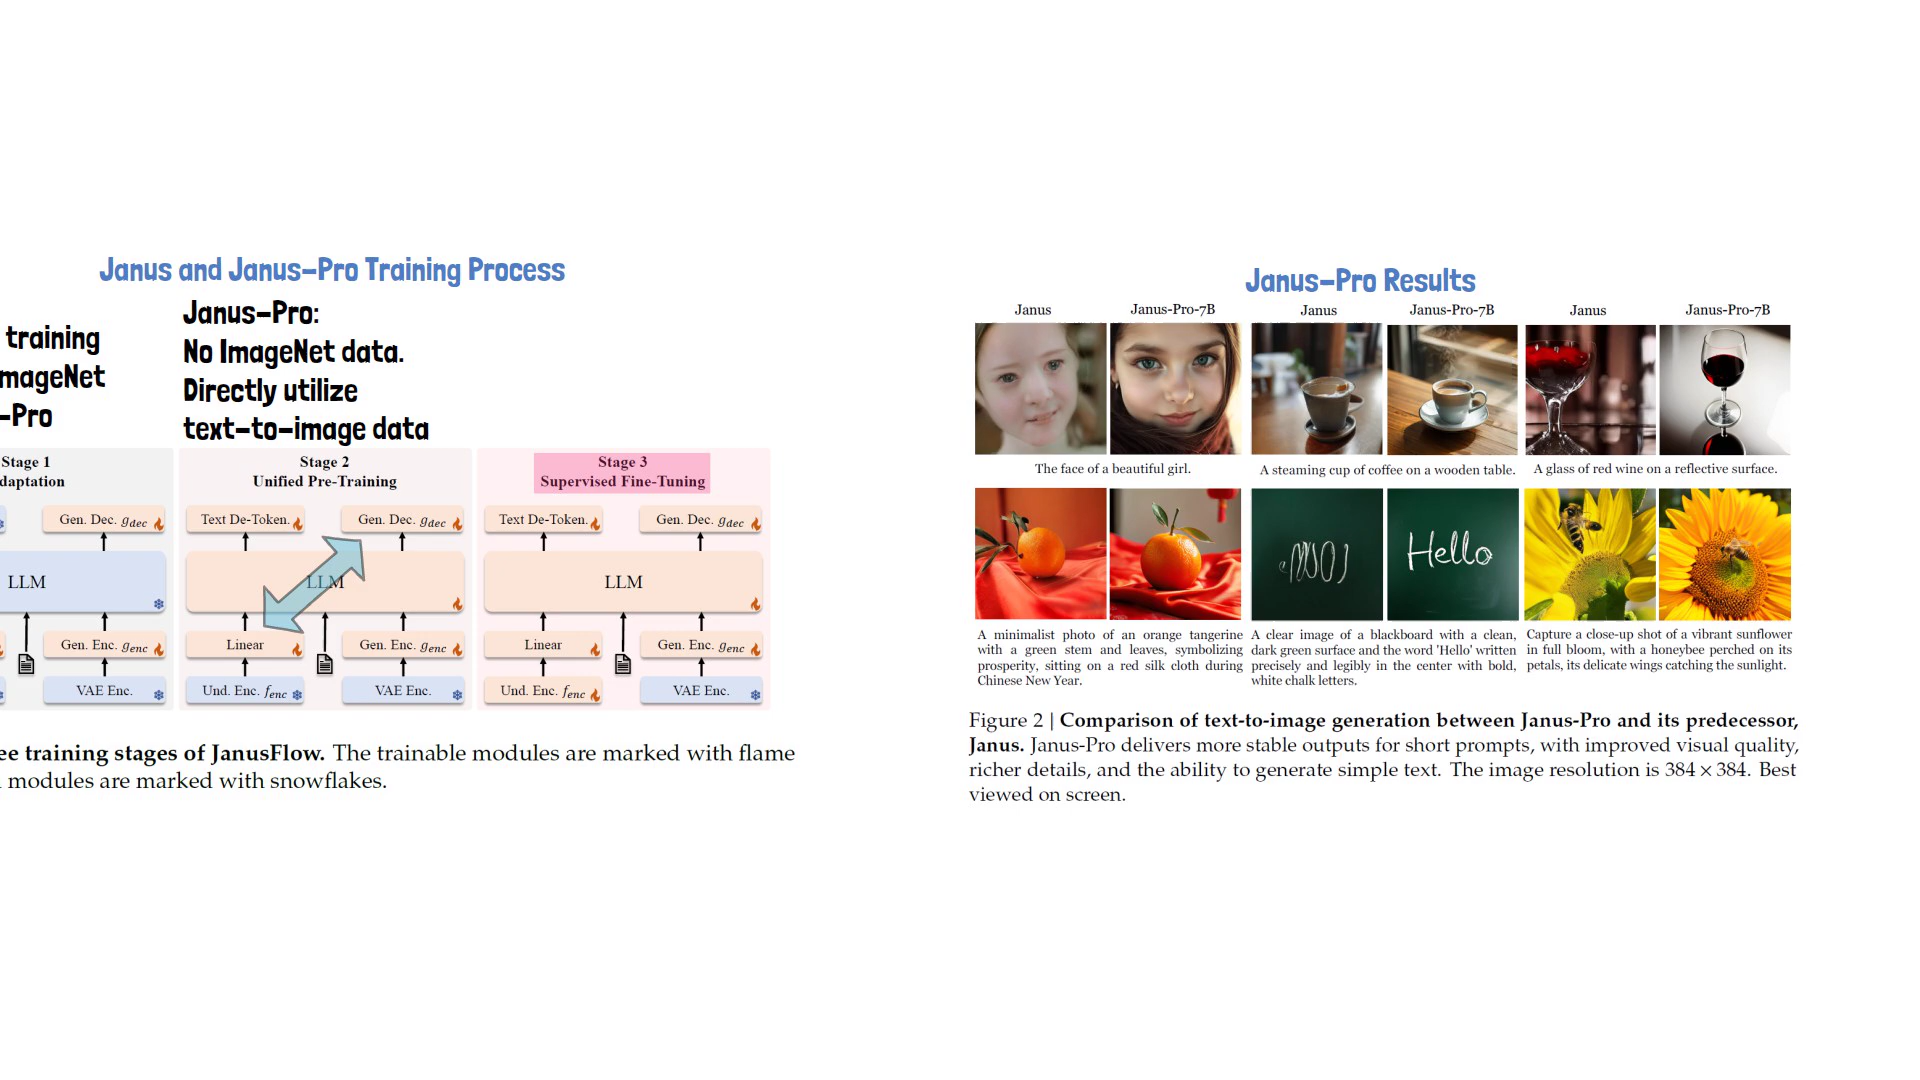 Janus and Janus-Pro Training Process
training
mageNet
-Pro
Janus-Pro:
No ImageNet data.
Directly utilize
text-to-image data
Stage 1
daptation
Gen. Dec. g_dec
LLM
Gen. Enc. g_enc
VAE Enc.
Stage 2
Unified Pre-Training
Text De-Token.
Gen. Dec. g_dec
LLM
Linear
Gen. Enc. g_enc
Und. Enc. f_enc
VAE Enc.
Stage 3
Supervised Fine-Tuning
Text De-Token.
Gen. Dec. g_dec
LLM
Linear
Gen. Enc. g_enc
Und. Enc. f_enc
VAE Enc.
ee training stages of JanusFlow. The trainable modules are marked with flame
modules are marked with snowflakes.
Janus-Pro Results
Janus
Janus-Pro-7B
Janus
Janus-Pro-7B
Janus
Janus-Pro-7B
The face of a beautiful girl.
A steaming cup of coffee on a wooden table.
A glass of red wine on a reflective surface.
Hello
A minimalist photo of an orange tangerine
with a green stem and leaves, symbolizing
prosperity, sitting on a red silk cloth during
Chinese New Year.
A clear image of a blackboard with a clean,
dark green surface and the word 'Hello' written
precisely and legibly in the center with bold,
white chalk letters.
Capture a close-up shot of a vibrant sunflower
in full bloom, with a honeybee perched on its
petals, its delicate wings catching the sunlight.
Figure 2 | Comparison of text-to-image generation between Janus-Pro and its predecessor,
Janus. Janus-Pro delivers more stable outputs for short prompts, with improved visual quality,
richer details, and the ability to generate simple text. The image resolution is 384 × 384. Best
viewed on screen.